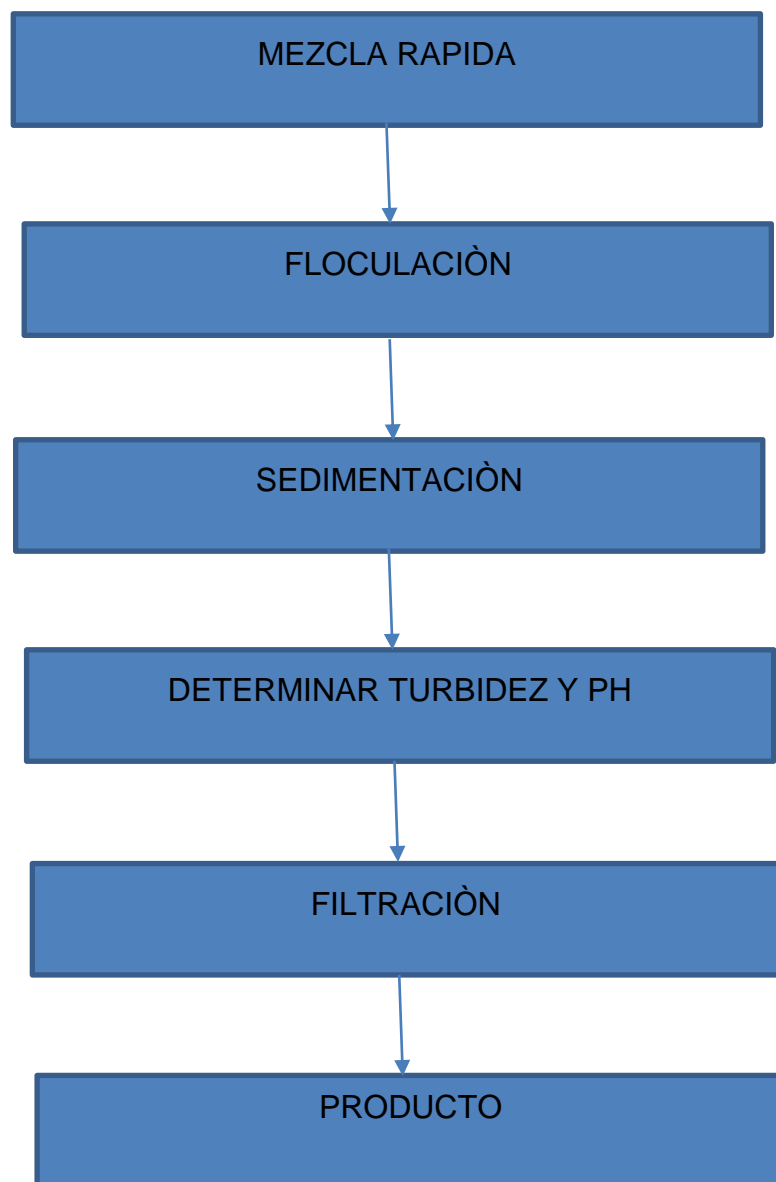 MEZCLA RAPIDA
FLOCULACIÒN
SEDIMENTACIÒN
DETERMINAR TURBIDEZ Y PH
FILTRACIÒN
PRODUCTO